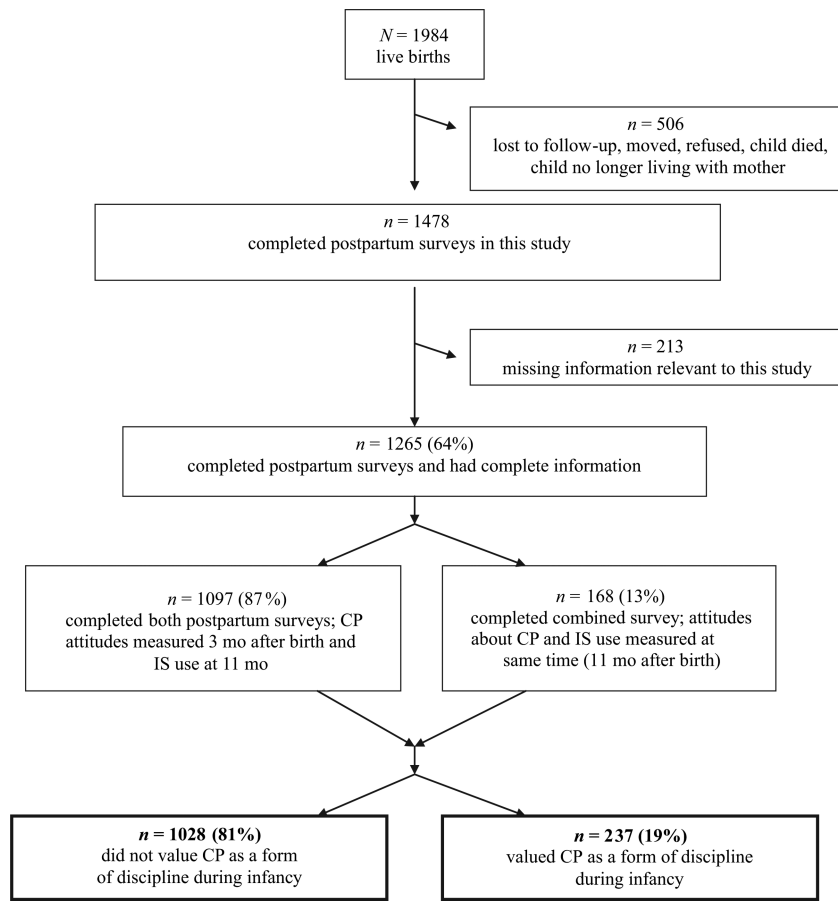 N = 1984
live births
n = 506
lost to follow-up, moved, refused, child died,
child no longer living with mother
n = 1478
completed postpartum surveys in this study
n = 213
missing information relevant to this study
n = 1265 (64%)
completed postpartum surveys and had complete information
n = 1097 (87%)
completed both postpartum surveys; CP
attitudes measured 3 mo after birth and
IS use at 11 mo
n = 168 (13%)
completed combined survey; attitudes
about CP and IS use measured at
same time (11 mo after birth)
n = 1028 (81%)
did not value CP as a form
of discipline during infancy
n = 237 (19%)
valued CP as a form of discipline
during infancy